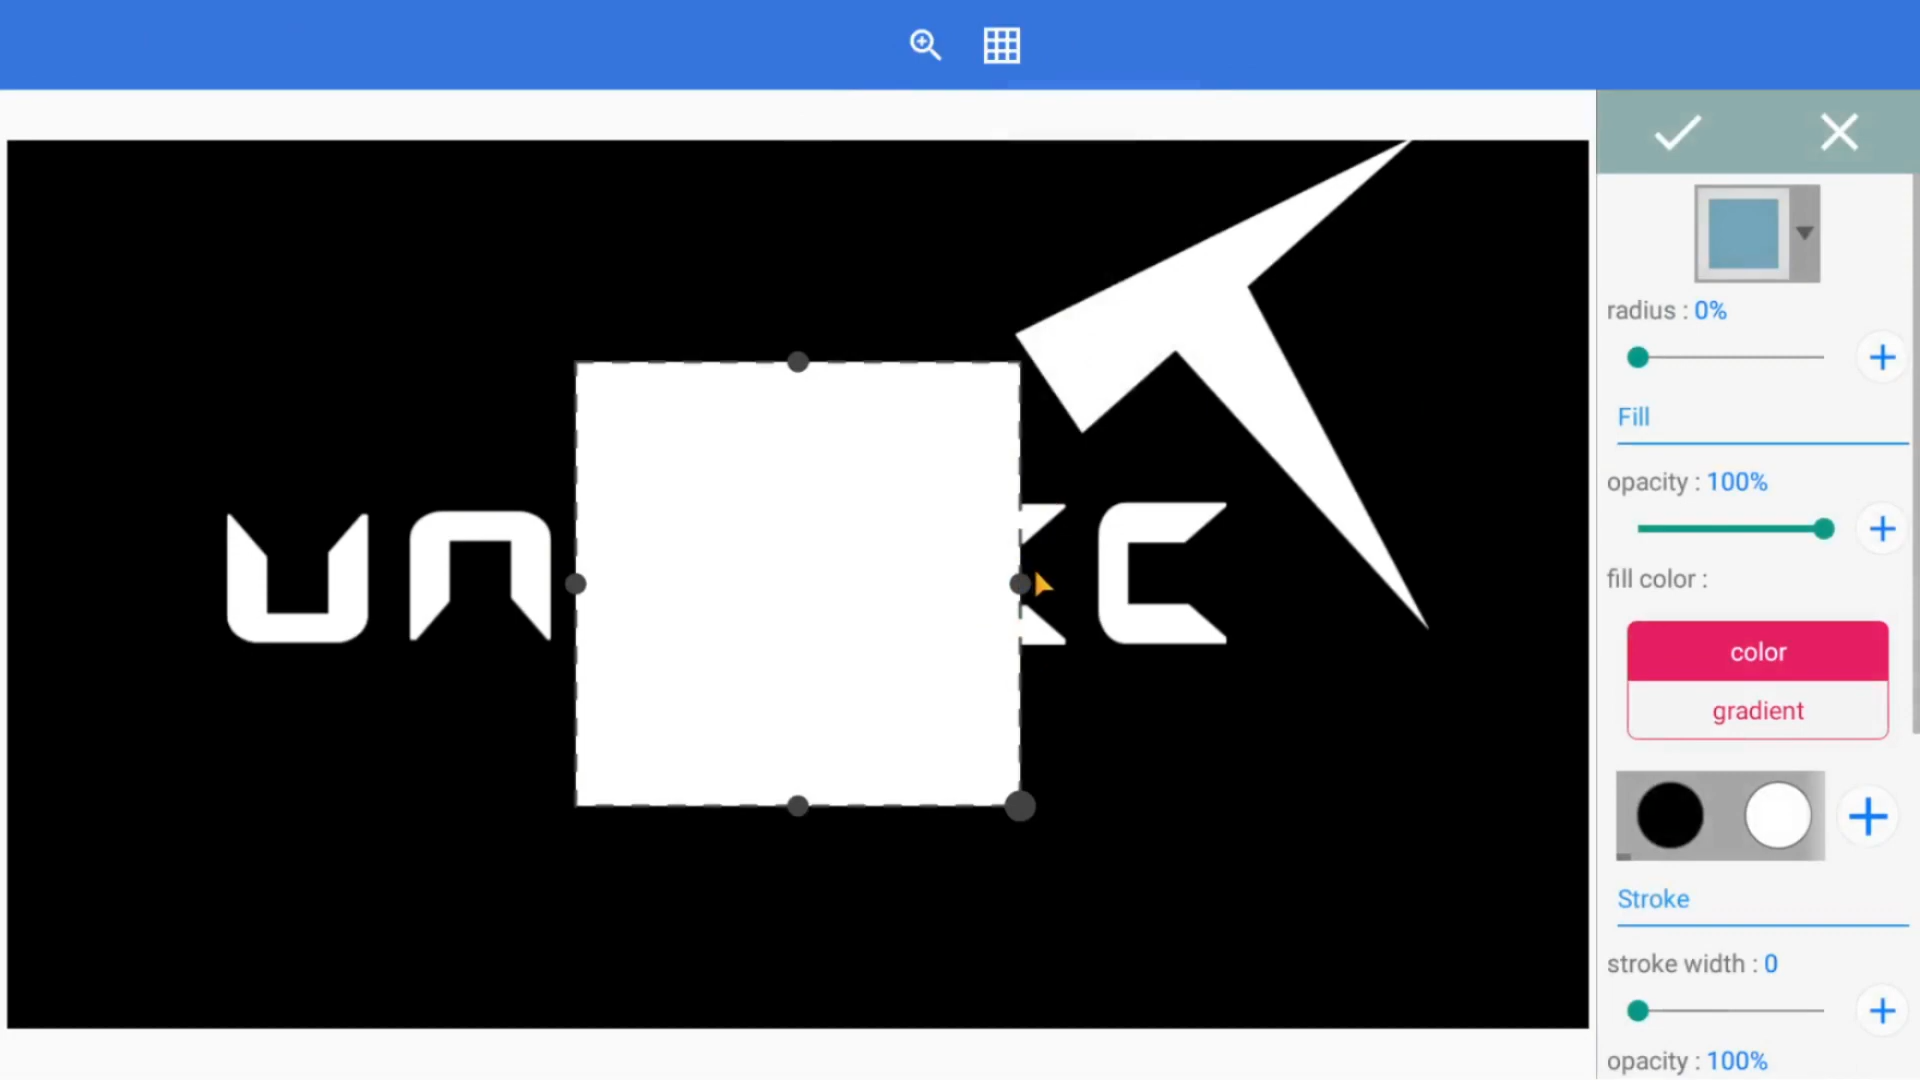 radius : 0%
Fill
opacity : 100%
fill color :
color
gradient
Stroke
stroke width : 0
opacity : 100%